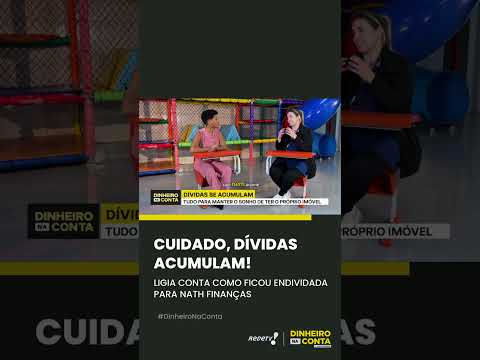 DÍVIDAS SE ACUMULAM
TUDO PARA MANTER O SONHO DE TER O PRÓPRIO IMÓVEL
DINHEIRO
NA
CONTA
CUIDADO, DÍVIDAS
ACUMULAM!
LIGIA CONTA COMO FICOU ENDIVIDADA
PARA NATH FINANÇAS
#DinheiroNaConta
REDETV!
DINHEIRO
NA
CONTA